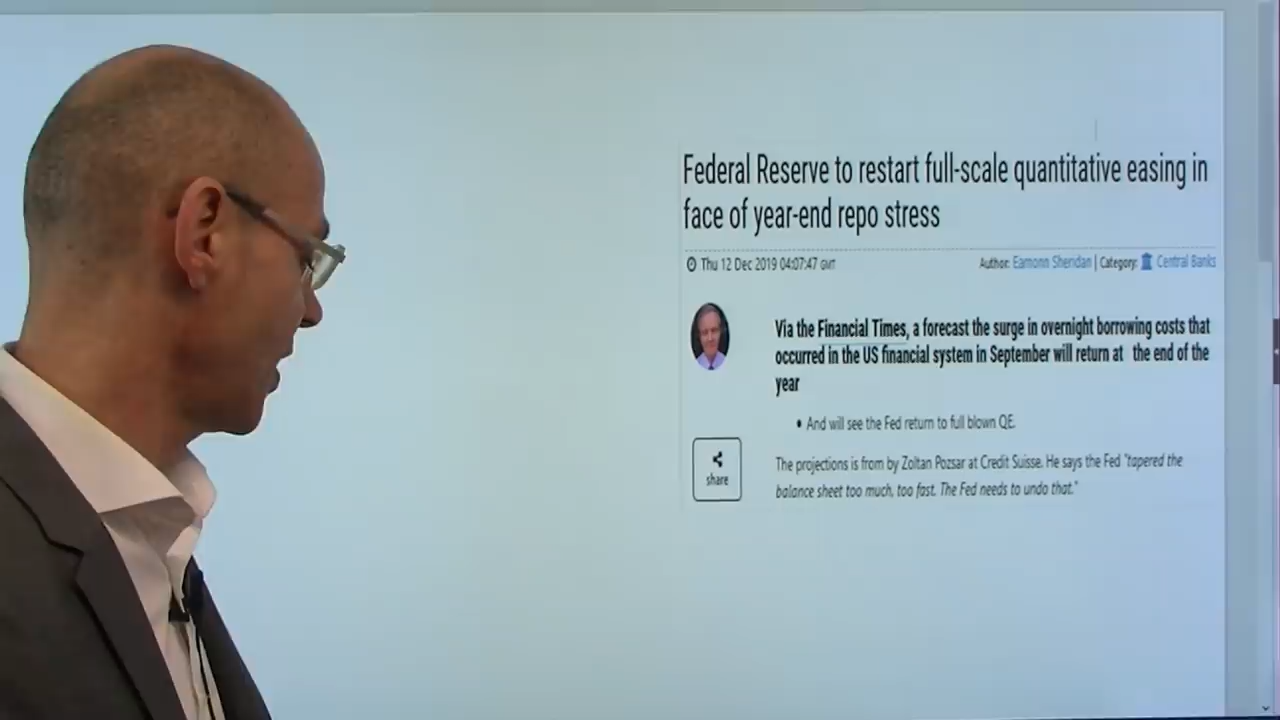 Federal Reserve to restart full-scale quantitative easing in
face of year-end repo stress
Thu 12 Dec 2019 04:07:47 GMT
Author: Eamonn Sheridan | Category: Central Banks
Via the Financial Times, a forecast the surge in overnight borrowing costs that
occurred in the US financial system in September will return at the end of the
year
• And will see the Fed return to full blown QE.
The projections is from by Zoltan Pozsar at Credit Suisse. He says the Fed "tapered the
balance sheet too much, too fast. The Fed needs to undo that."
share